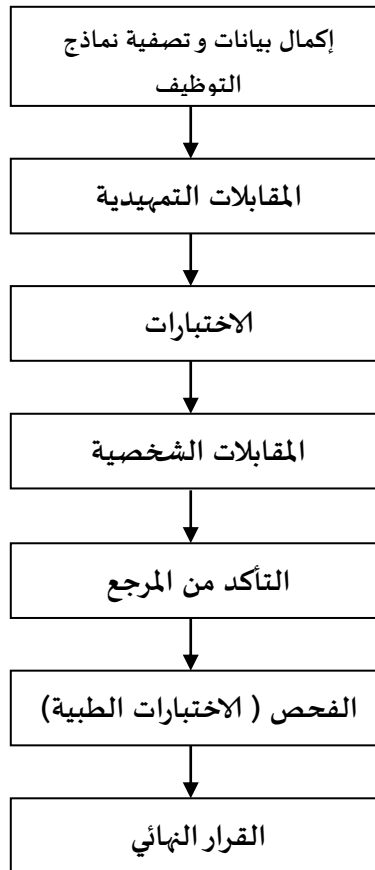 إكمال بيانات و تصفية نماذج
التوظيف
المقابلات التمهيدية
الاختبارات
المقابلات الشخصية
التأكد من المرجع
الفحص ( الاختبارات الطبية)
القرار النهائي